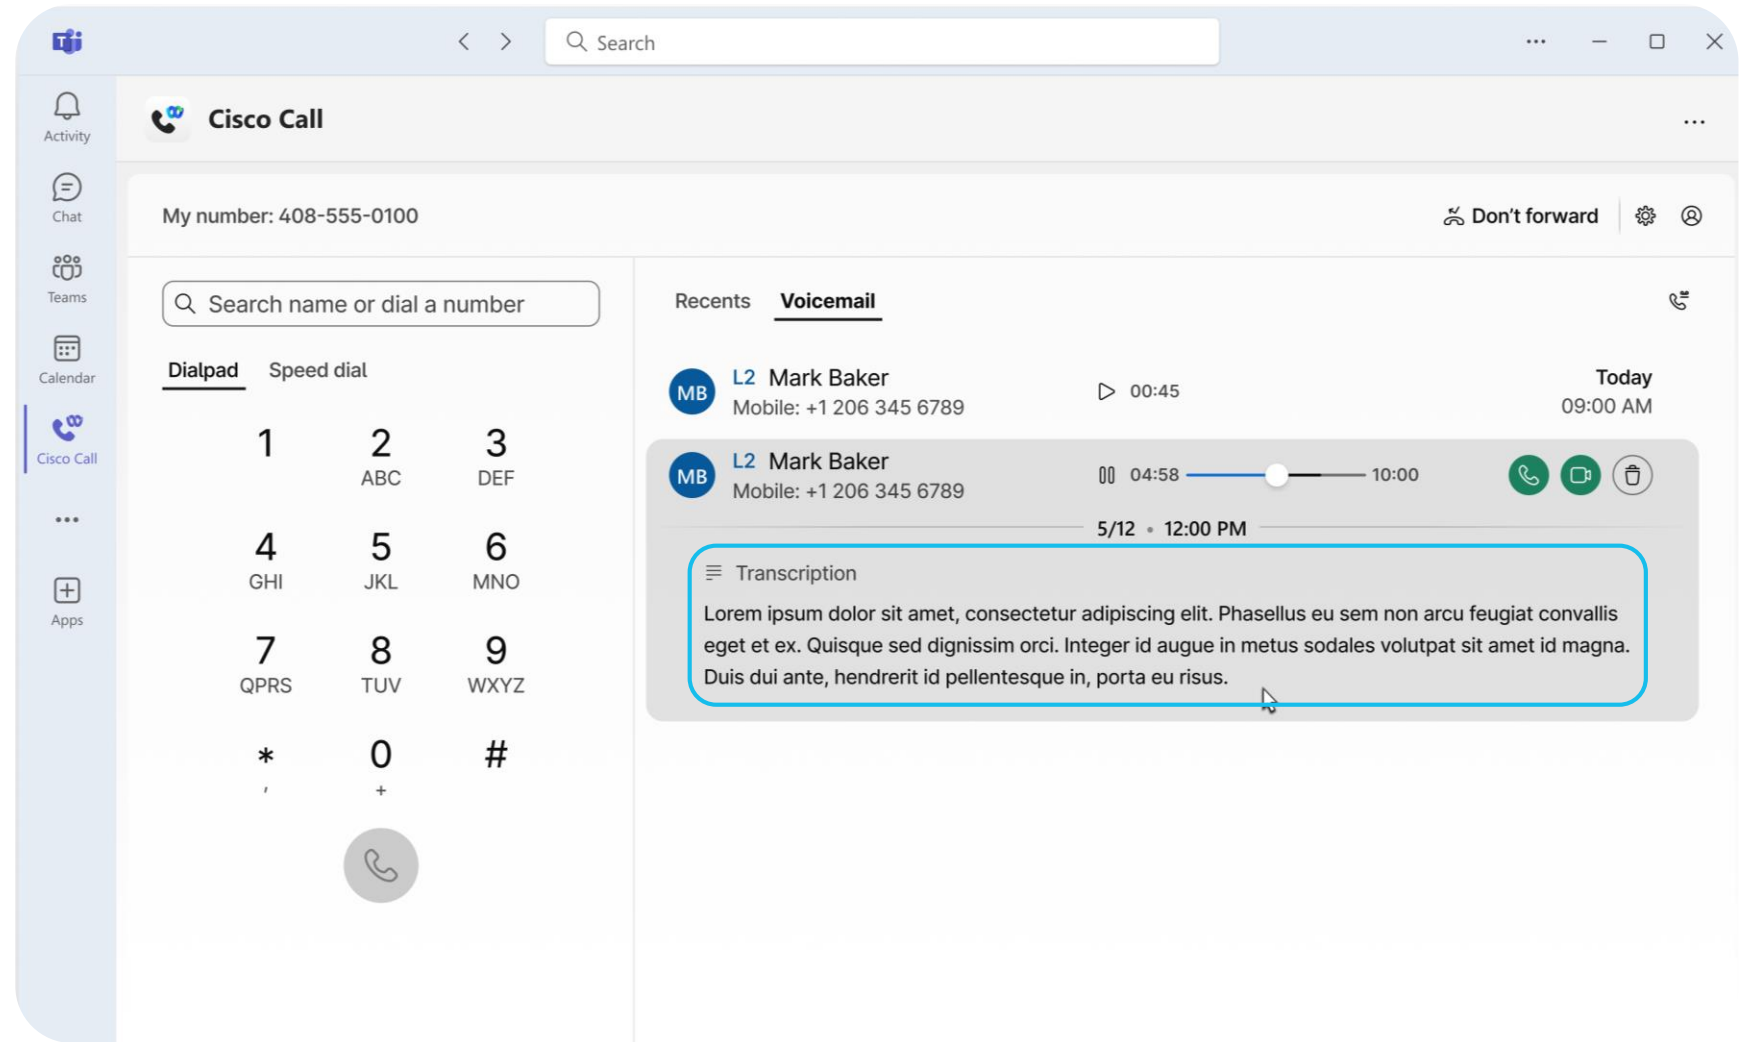 Search
Activity
Chat
Teams
Calendar
Cisco Call
Apps
Cisco Call
My number: 408-555-0100
Don't forward
Search name or dial a number
Dialpad Speed dial
1 2 3
ABC DEF
4 5 6
GHI JKL MNO
7 8 9
QPRS TUV WXYZ
* 0 #
, +
Recents Voicemail
MB L2 Mark Baker
Mobile: +1 206 345 6789
00:45
Today
09:00 AM
MB L2 Mark Baker
Mobile: +1 206 345 6789
04:58 10:00
5/12 • 12:00 PM
Transcription
Lorem ipsum dolor sit amet, consectetur adipiscing elit. Phasellus eu sem non arcu feugiat convallis
eget et ex. Quisque sed dignissim orci. Integer id augue in metus sodales volutpat sit amet id magna.
Duis dui ante, hendrerit id pellentesque in, porta eu risus.